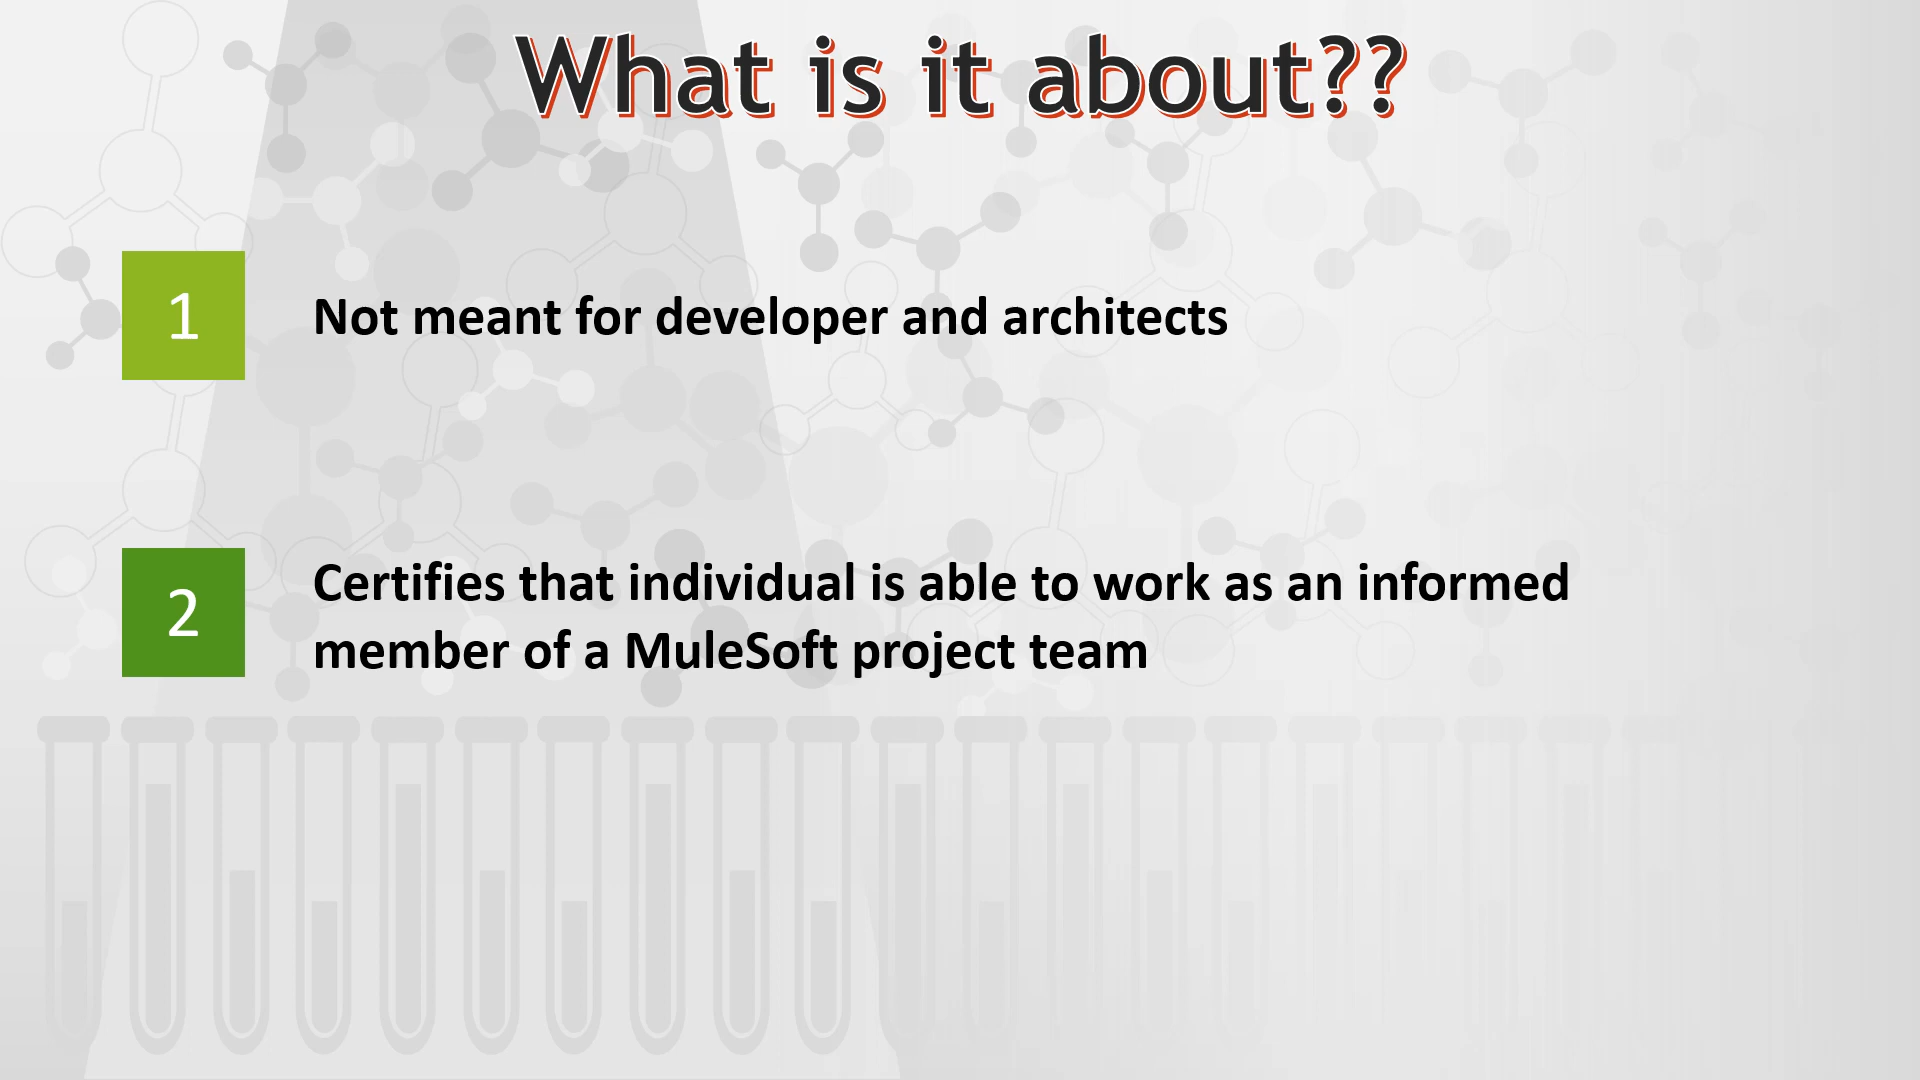 What is it about??
1
Not meant for developer and architects
2
Certifies that individual is able to work as an informed
member of a MuleSoft project team